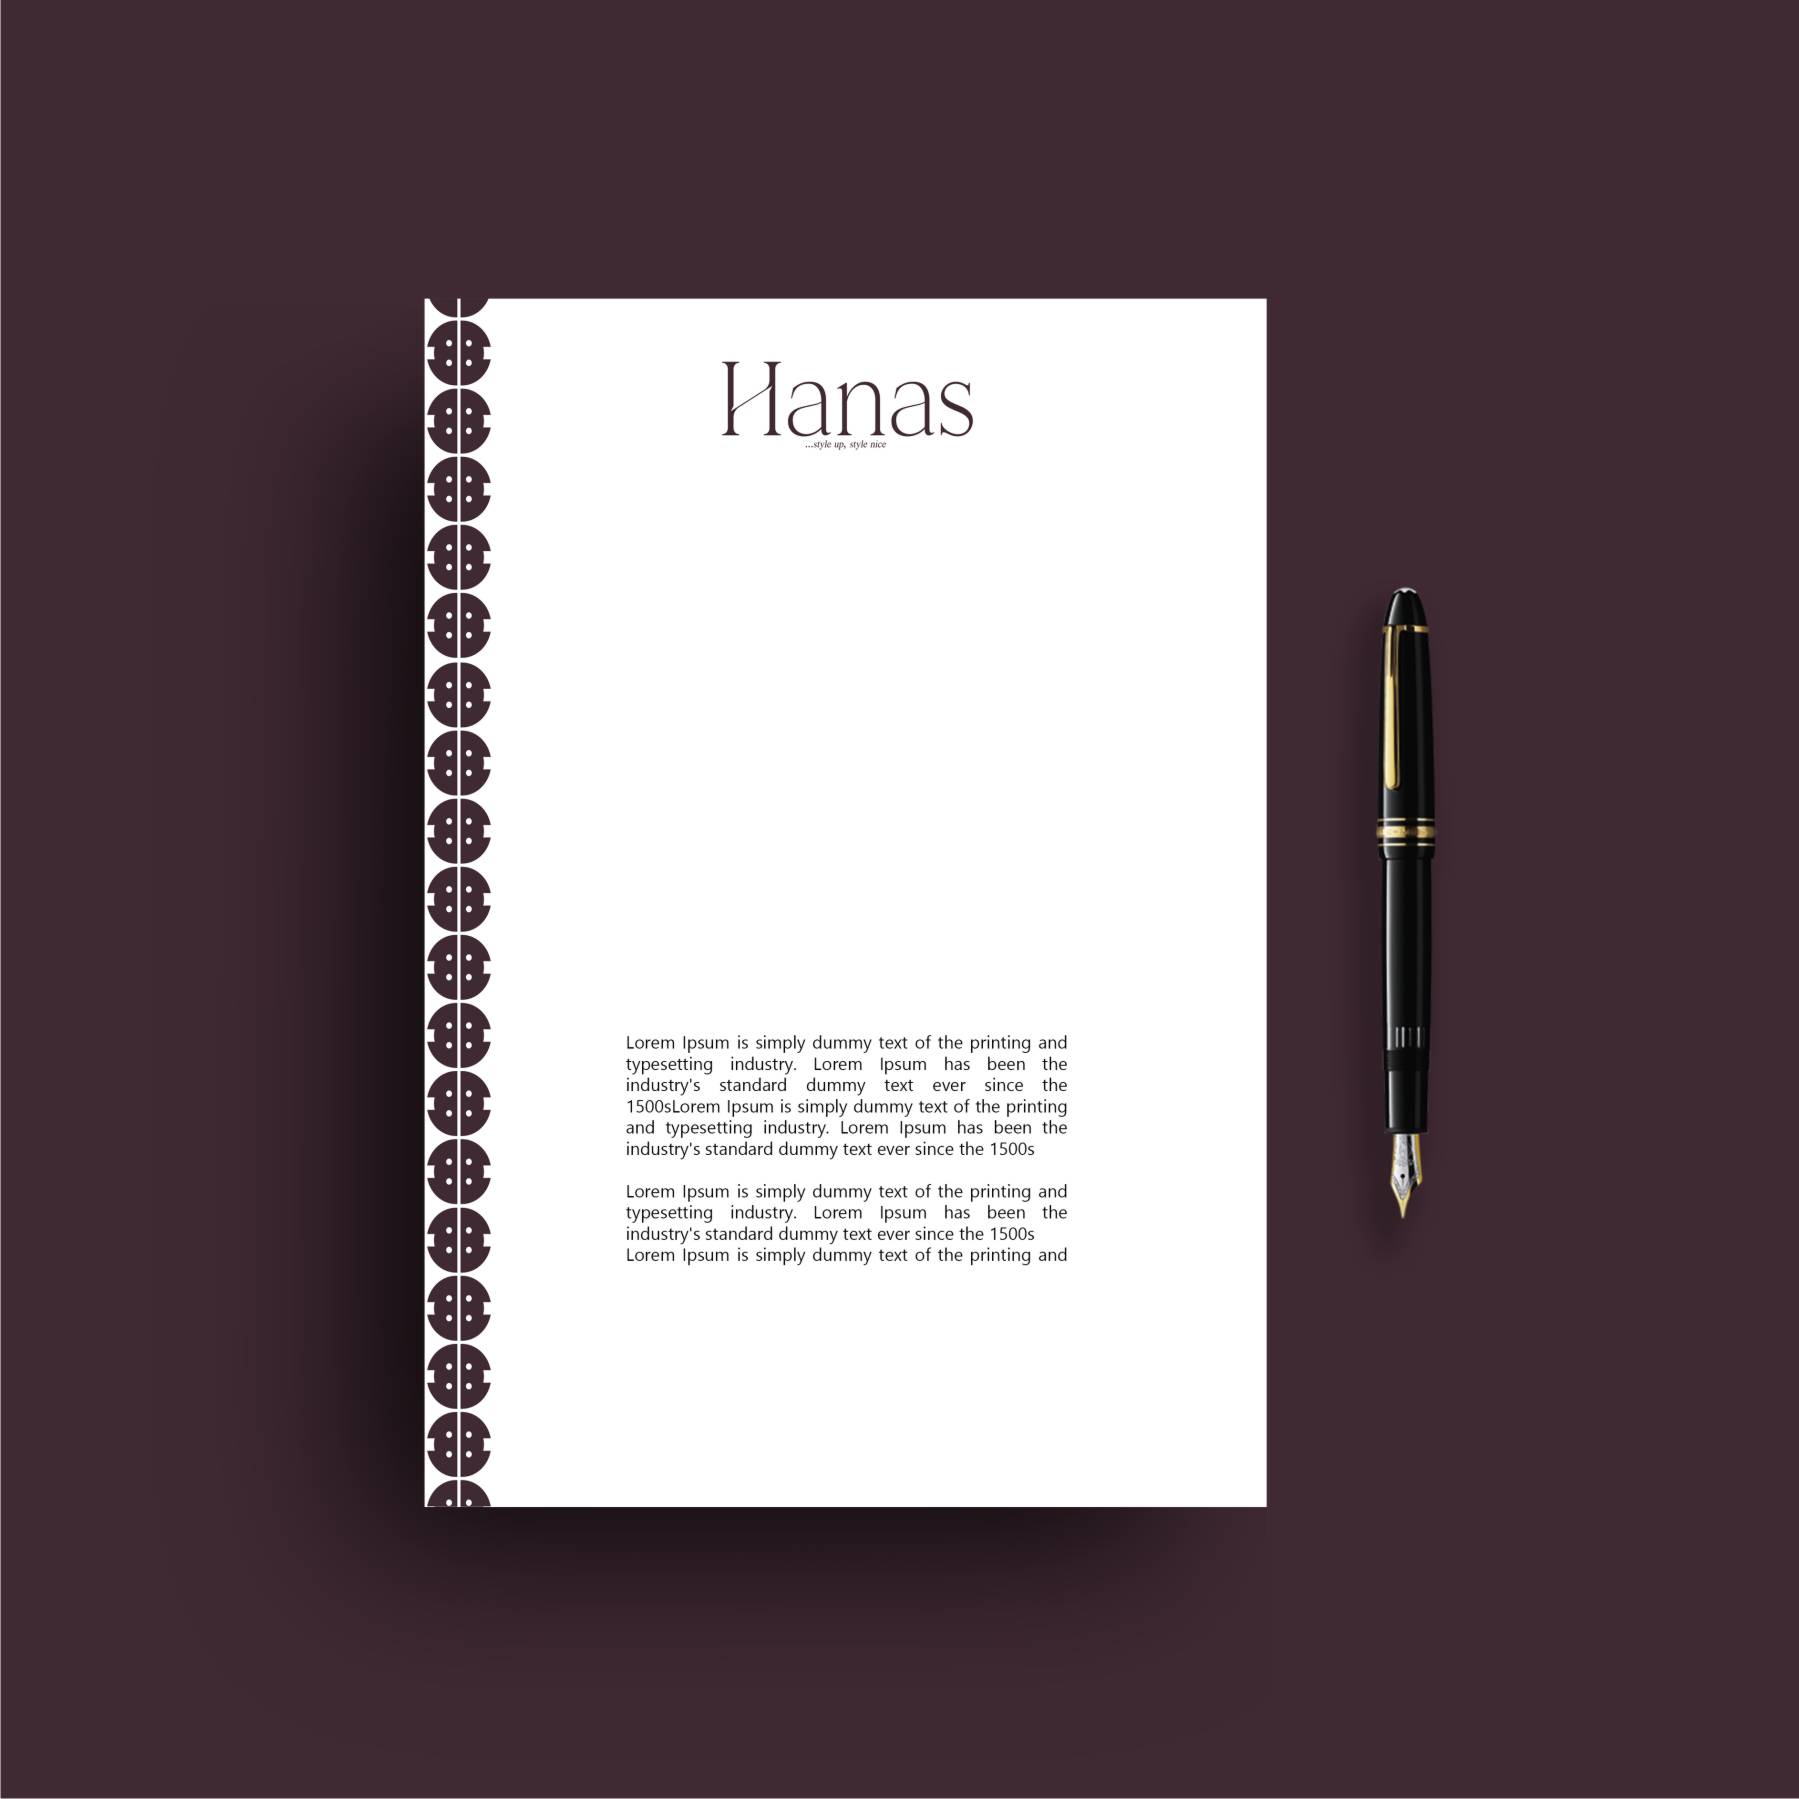 Hanas
...style up, style nice
Lorem Ipsum is simply dummy text of the printing and
typesetting industry. Lorem Ipsum has been the
industry's standard dummy text ever since the
1500sLorem Ipsum is simply dummy text of the printing
and typesetting industry. Lorem Ipsum has been the
industry's standard dummy text ever since the 1500s
Lorem Ipsum is simply dummy text of the printing and
typesetting industry. Lorem Ipsum has been the
industry's standard dummy text ever since the 1500s
Lorem Ipsum is simply dummy text of the printing and